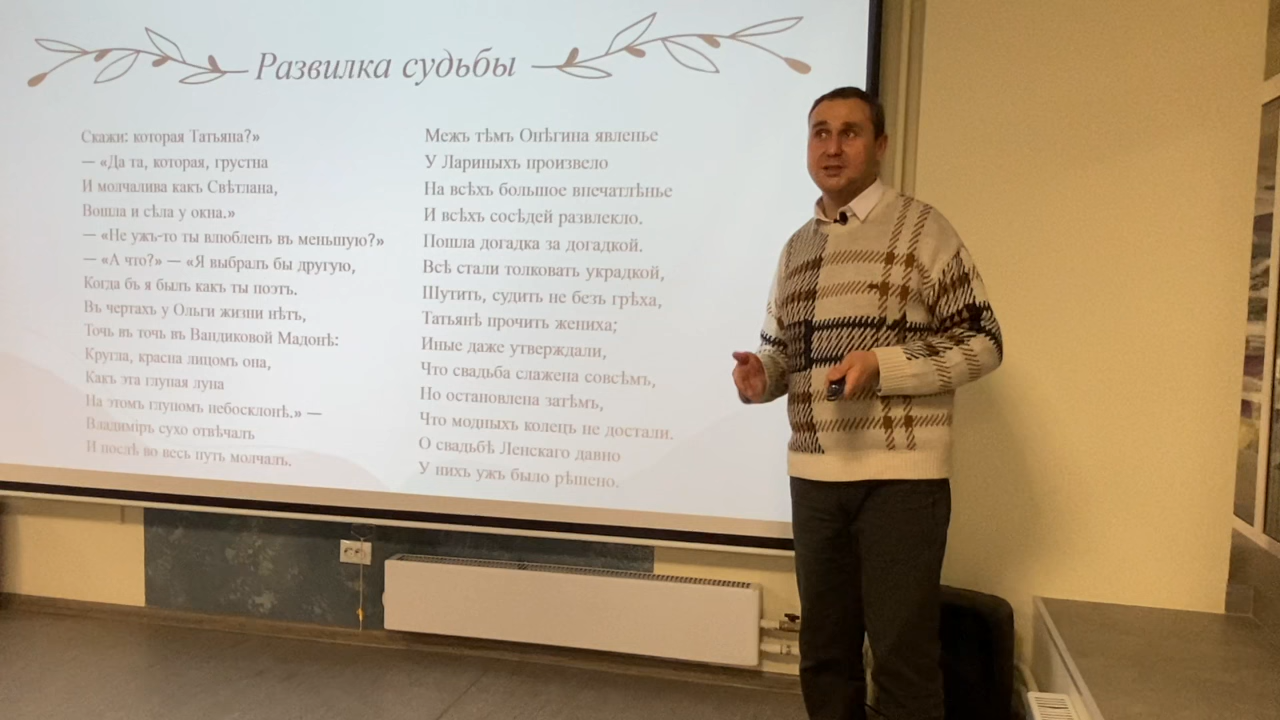 Развилка судьбы
Скажи: которая Татьяна?»
— «Да та, которая, грустна
И молчалива какъ Свѣтлана,
Вошла и сѣла у окна.»
— «Не ужъ-то ты влюбленъ въ меньшую?»
— «А что?» — «Я выбралъ бы другую,
Когда бъ я былъ какъ ты поэтъ.
Въ чертахъ у Ольги жизни нѣтъ,
Точь въ точь въ Вандиковой Мадонѣ:
Кругла, красна лицомъ она,
Какъ эта глупая луна
На этомъ глупомъ небосклонѣ.» —
Владиміръ сухо отвѣчалъ
И послѣ во весь путь молчалъ.
Межъ тѣмъ Онѣгина явленье
У Лариныхъ произвело
На всѣхъ большое впечатлѣнье
И всѣхъ сосѣдей развлекло.
Пошла догадка за догадкой.
Всѣ стали толковать украдкой,
Шутить, судить не безъ грѣха,
Татьянѣ прочить жениха;
Иные даже утверждали,
Что свадьба слажена совсѣмъ,
Но остановлена затѣмъ,
Что модныхъ колецъ не достали.
О свадьбѣ Ленскаго давно
У нихъ ужъ было рѣшено.